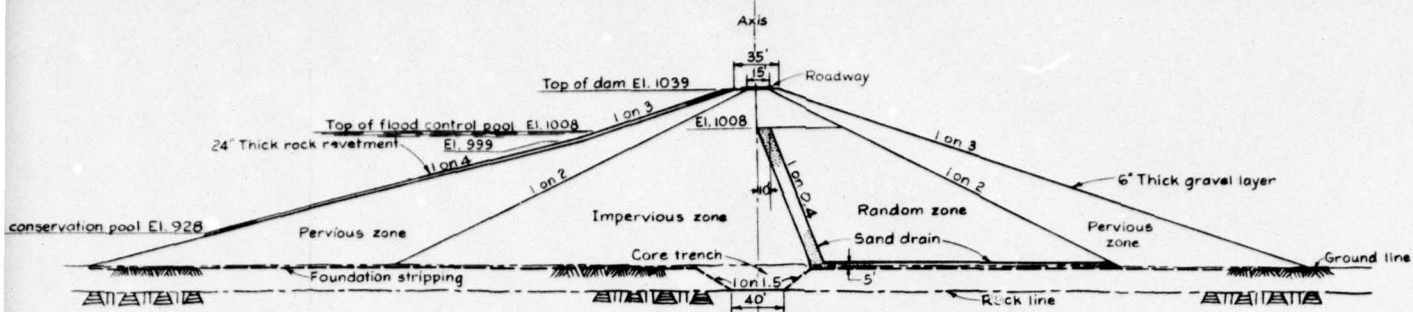 Axis
35'
15'
Roadway
Top of dam El. 1039
1 on 3
Top of flood control pool El. 1008
El. 1008
El. 999
24" Thick rock revetment
1 on 4
1 on 3
1 on 2
10'
1 on 0.4
1 on 2
6" Thick gravel layer
Impervious zone
Random zone
conservation pool El. 928
Pervious zone
Sand drain
Pervious
zone
Core trench
Ground line
Foundation stripping
1 on 1.5
5'
40'
Rock line